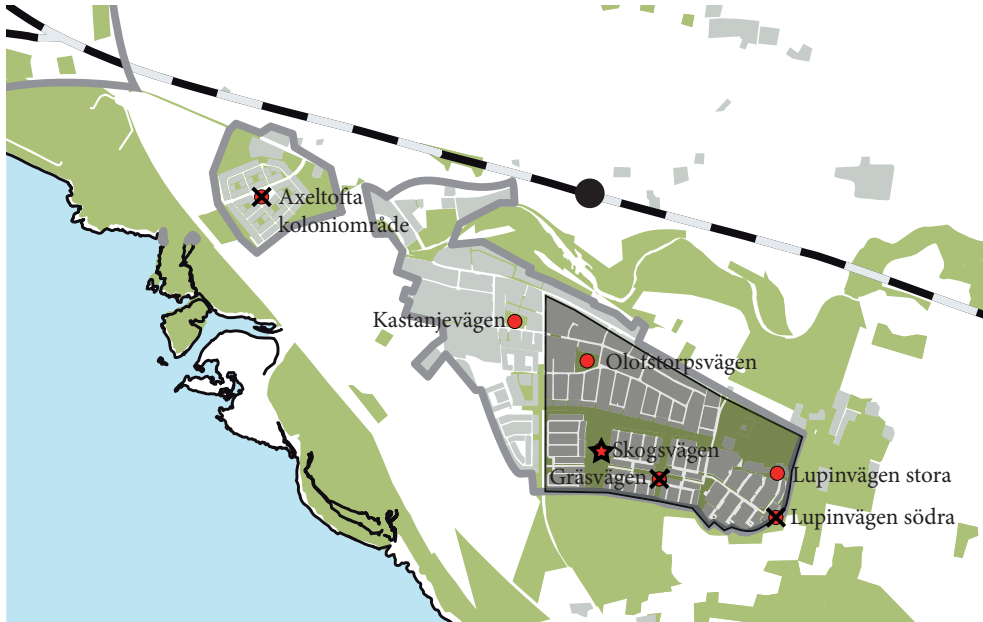 Axeltofta
koloniområde
Kastanjevägen
Olofstorpsvägen
Skogsvägen
Gräsvägen
Lupinvägen stora
Lupinvägen södra